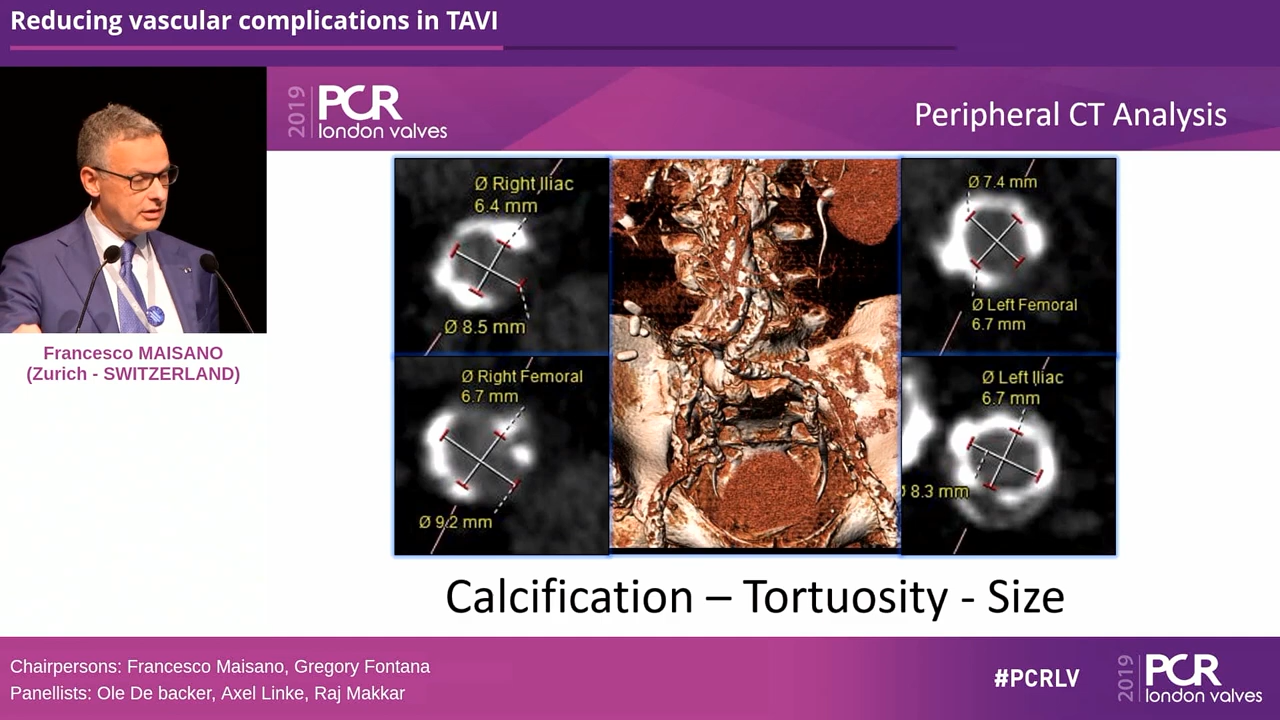 Reducing vascular complications in TAVI
2019 PCR
london valves
Peripheral CT Analysis
Ø Right Iliac
6.4 mm
Ø 8.5 mm
Ø 7.4 mm
Ø Left Femoral
6.7 mm
Ø Right Femoral
6.7 mm
Ø 9.2 mm
Ø Left Iliac
6.7 mm
Ø 8.3 mm
Calcification – Tortuosity - Size
Francesco MAISANO
(Zurich - SWITZERLAND)
Chairpersons: Francesco Maisano, Gregory Fontana
Panellists: Ole De backer, Axel Linke, Raj Makkar
#PCRLV
2019 PCR
london valves